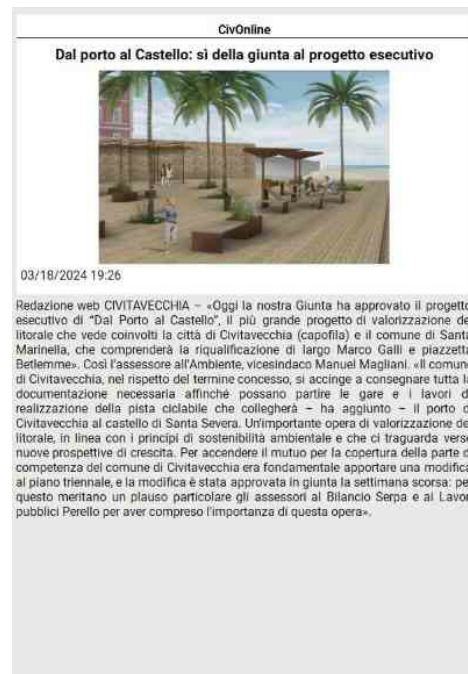 CivOnline
Dal porto al Castello: sì della giunta al progetto esecutivo
03/18/2024 19:26
Redazione web CIVITAVECCHIA – «Oggi la nostra Giunta ha approvato il progetto
esecutivo di “Dal Porto al Castello”, il più grande progetto di valorizzazione de
litorale che vede coinvolti la città di Civitavecchia (capofila) e il comune di Santa
Marinella, che comprenderà la riqualificazione di largo Marco Galli e piazzetta
Betlemme». Così l'assessore all'Ambiente, vicesindaco Manuel Magliani. «Il comune
di Civitavecchia, nel rispetto del termine concesso, si accinge a consegnare tutta la
documentazione necessaria affinché possano partire le gare e i lavori d
realizzazione della pista ciclabile che collegherà – ha aggiunto – il porto d
Civitavecchia al castello di Santa Severa. Un'importante opera di valorizzazione de
litorale, in linea con i principi di sostenibilità ambientale e che ci traguarda verso
nuove prospettive di crescita. Per accendere il mutuo per la copertura della parte d
competenza del comune di Civitavecchia era fondamentale apportare una modifica
al piano triennale, e la modifica è stata approvata in giunta la settimana scorsa: pe
questo meritano un plauso particolare gli assessori al Bilancio Serpa e ai Lavor
pubblici Perello per aver compreso l'importanza di questa opera».